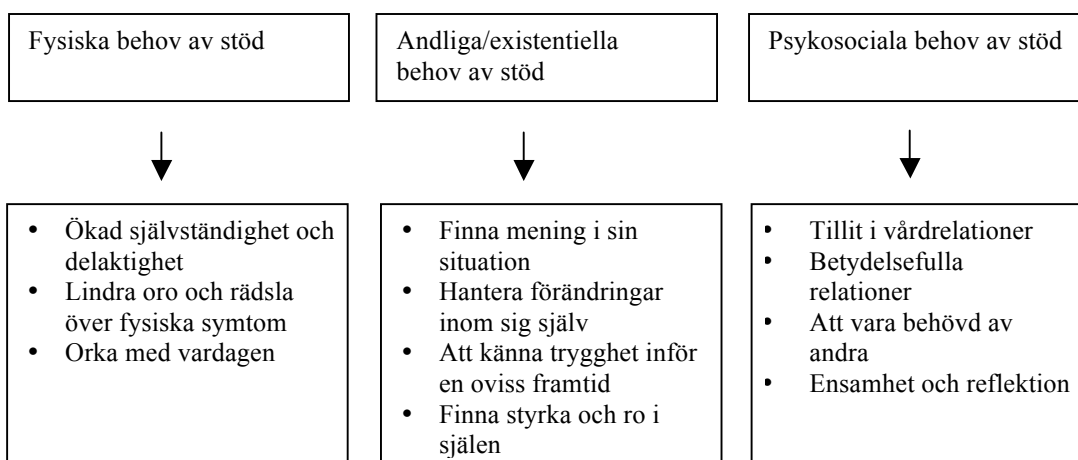 Fysiska behov av stöd
Andliga/existentiella
behov av stöd
Psykosociala behov av stöd
• Ökad självständighet och
delaktighet
• Lindra oro och rädsla
över fysiska symtom
• Orka med vardagen
• Finna mening i sin
situation
• Hantera förändringar
inom sig själv
• Att känna trygghet inför
en oviss framtid
• Finna styrka och ro i
själen
• Tillit i vårdrelationer
• Betydelsefulla
relationer
• Att vara behövd av
andra
• Ensamhet och reflektion